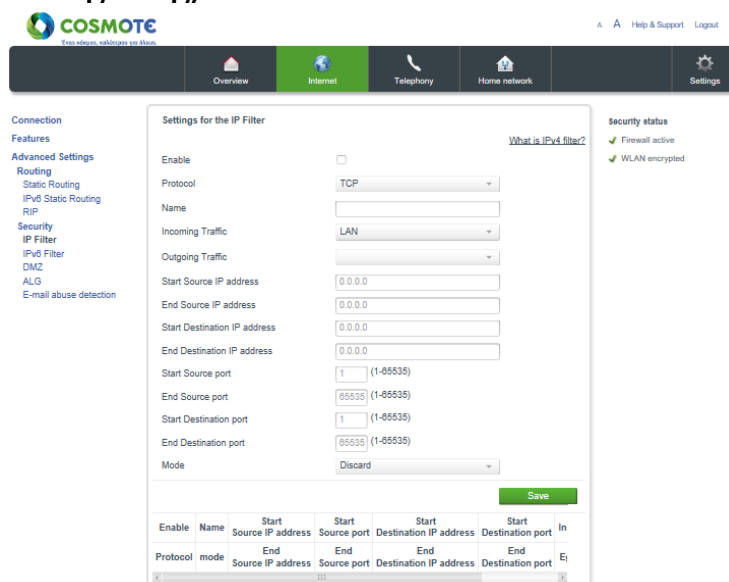 COSMOTE
Ένας κόσμος, καλύτερος για όλους.
A A Help & Support Logout
Overview Internet Telephony Home network Settings
Connection
Features
Advanced Settings
Routing
Static Routing
IPv6 Static Routing
RIP
Security
IP Filter
IPv6 Filter
DMZ
ALG
E-mail abuse detection
Settings for the IP Filter
What is IPv4 filter?
Enable
Protocol TCP
Name
Incoming Traffic LAN
Outgoing Traffic
Start Source IP address 0.0.0.0
End Source IP address 0.0.0.0
Start Destination IP address 0.0.0.0
End Destination IP address 0.0.0.0
Start Source port 1 (1-65535)
End Source port 65535 (1-65535)
Start Destination port 1 (1-65535)
End Destination port 65535 (1-65535)
Mode Discard
Save
Enable Name Start Source IP address Start Source port Start Destination IP address Start Destination port In
Protocol mode End Source IP address End Source port End Destination IP address End Destination port
Security status
Firewall active
WLAN encrypted